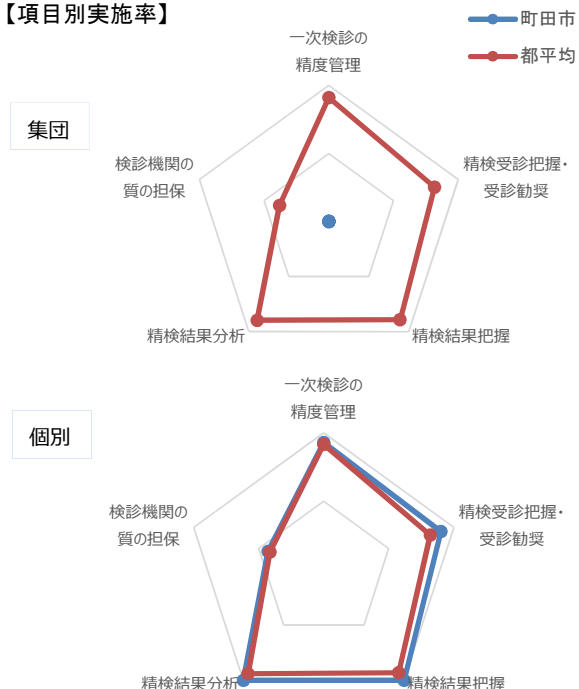 【項目別実施率】
町田市
都平均
集団
一次検診の
精度管理
精検受診把握・
受診勧奨
精検結果把握
精検結果分析
検診機関の
質の担保
個別
一次検診の
精度管理
精検受診把握・
受診勧奨
精検結果把握
精検結果分析
検診機関の
質の担保